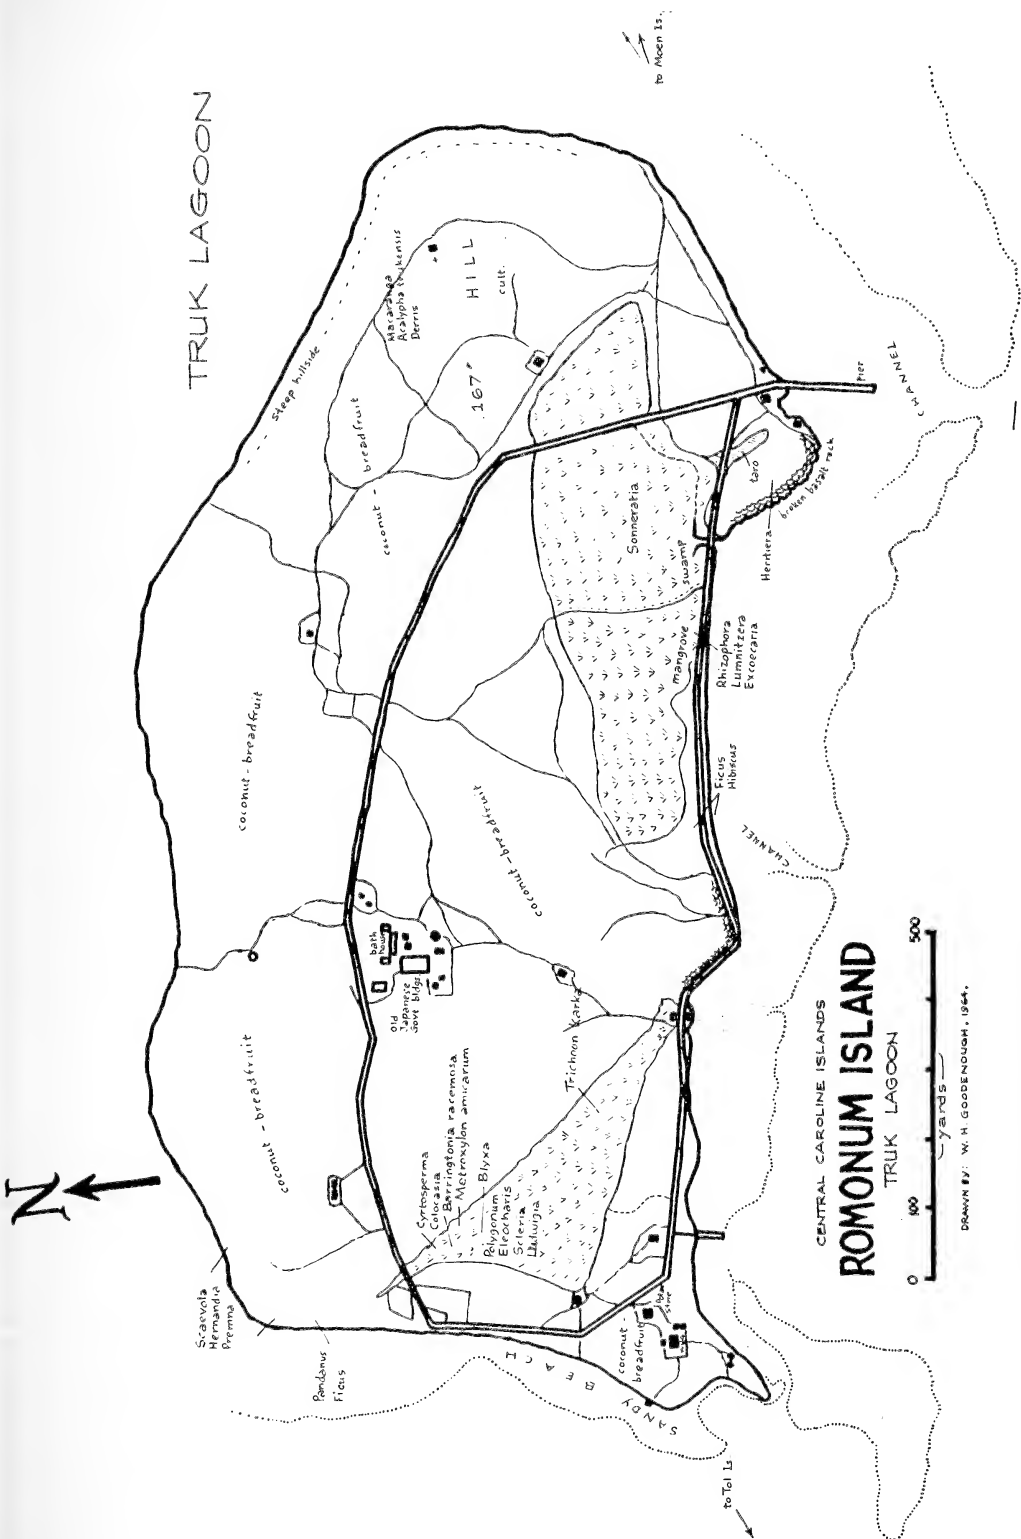 N
TRUK LAGOON
to Moen Is.
steep hillside
Macaranga
Acalypha trukensis
Derris
HILL
cult.
167'
coconut - breadfruit
coconut-breadfruit
coconut-breadfruit
coconut - breadfruit
Scaevola
Hernandia
Premna
Pandanus
Ficus
bath
house
Old
Japanese
Govt bldgs
Cyrtosperma
Colocasia
Barringtonia racemosa
Metroxylon amicarum
Blyxa
Polygonum
Eleocharis
Scleria
Ludwigia
Trichoon Karka
Sonneratia
mangrove swamp
taro
Heritiera
broken basalt rock
Pier
CHANNEL
Rhizophora
Lumnitzera
Excoecaria
Ficus
Hibiscus
CHANNEL
coconut
breadfruit
store
SANDY BEACH
to Tol Is
CENTRAL CAROLINE ISLANDS
ROMONUM ISLAND
TRUK LAGOON
0 100 500
yards
DRAWN BY: W. H. GOODENOUGH, 1964.